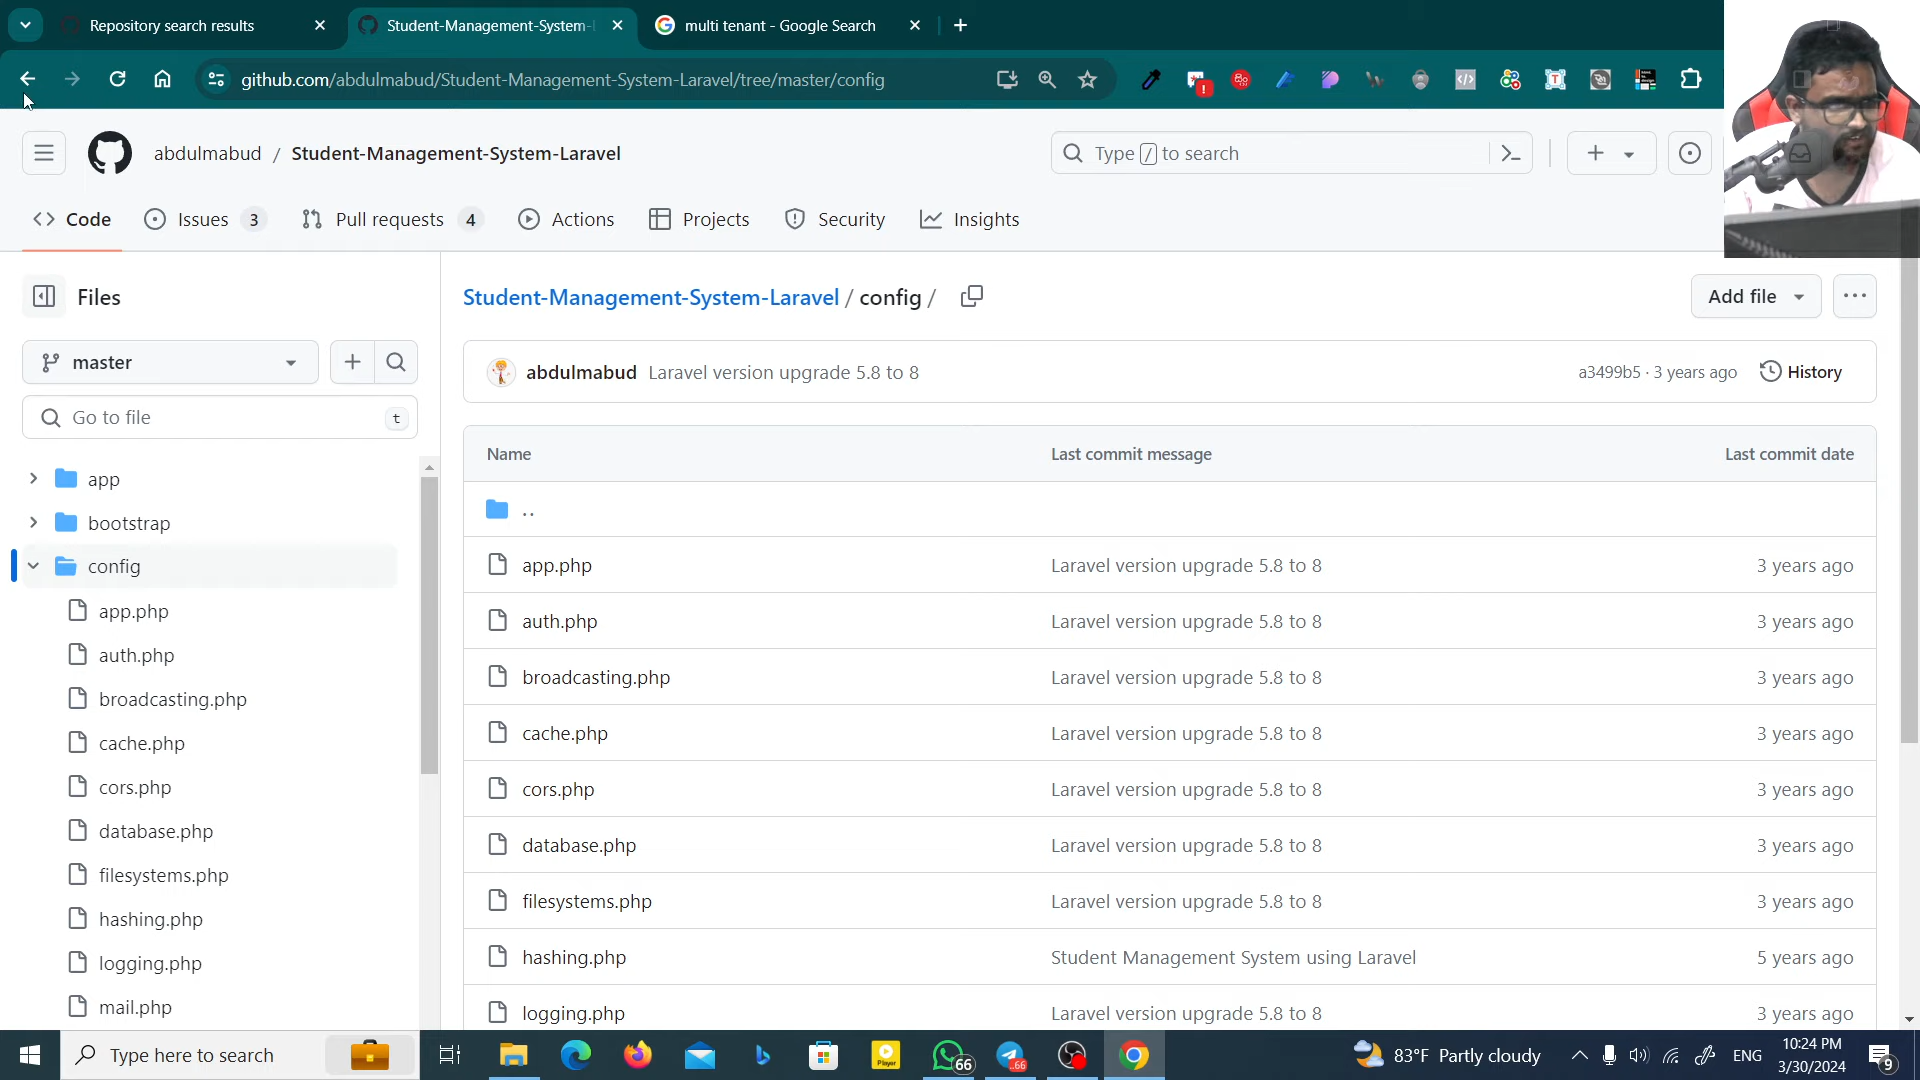 Repository search results
Student-Management-System-
multi tenant - Google Search
github.com/abdulmabud/Student-Management-System-Laravel/tree/master/config
abdulmabud / Student-Management-System-Laravel
Type / to search
Code
Issues 3
Pull requests 4
Actions
Projects
Security
Insights
Files
master
Go to file
t
app
bootstrap
config
app.php
auth.php
broadcasting.php
cache.php
cors.php
database.php
filesystems.php
hashing.php
logging.php
mail.php
Student-Management-System-Laravel / config /
Add file
abdulmabud Laravel version upgrade 5.8 to 8
a3499b5 · 3 years ago
History
Name Last commit message Last commit date
..
app.php Laravel version upgrade 5.8 to 8 3 years ago
auth.php Laravel version upgrade 5.8 to 8 3 years ago
broadcasting.php Laravel version upgrade 5.8 to 8 3 years ago
cache.php Laravel version upgrade 5.8 to 8 3 years ago
cors.php Laravel version upgrade 5.8 to 8 3 years ago
database.php Laravel version upgrade 5.8 to 8 3 years ago
filesystems.php Laravel version upgrade 5.8 to 8 3 years ago
hashing.php Student Management System using Laravel 5 years ago
logging.php Laravel version upgrade 5.8 to 8 3 years ago
Type here to search
Player
66
66
83°F Partly cloudy
ENG
10:24 PM
3/30/2024
9